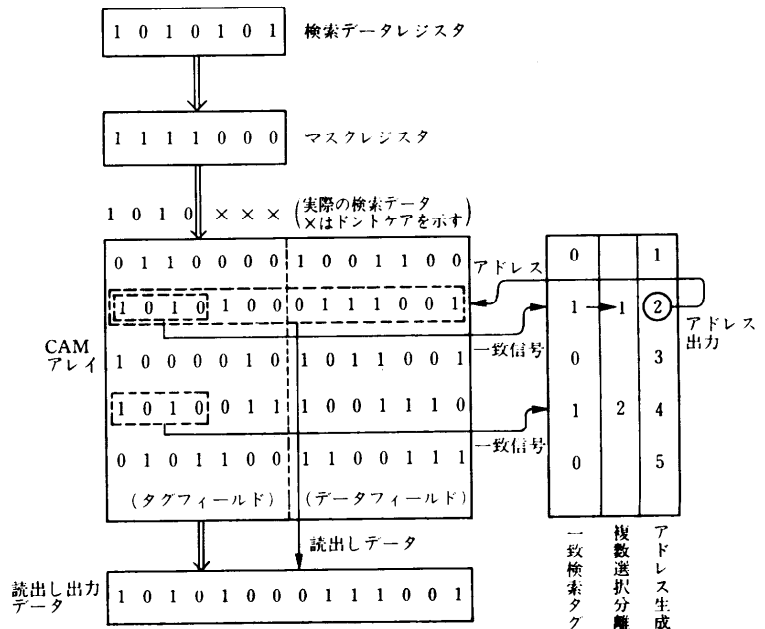 1 0 1 0 1 0 1 検索データレジスタ
1 1 1 1 0 0 0 マスクレジスタ
1 0 1 0 × × × (実際の検索データ
×はドントケアを示す)
0 1 1 0 0 0 0 1 0 0 1 1 0 0
1 0 1 0 1 0 0 0 1 1 1 0 0 1
1 0 0 0 0 1 0 1 0 1 1 0 0 1
1 0 1 0 0 1 1 1 0 0 1 1 1 0
0 1 0 1 1 0 0 1 1 0 0 1 1 1
(タグフィールド) (データフィールド)
CAM
アレイ
アドレス
一致信号
一致信号
0 1
1 1 2
0 3
1 2 4
0 5
アドレス
出力
一致検索タグ
複数選択分離
アドレス生成
読出しデータ
読出し出力
データ
1 0 1 0 1 0 0 0 1 1 1 0 0 1